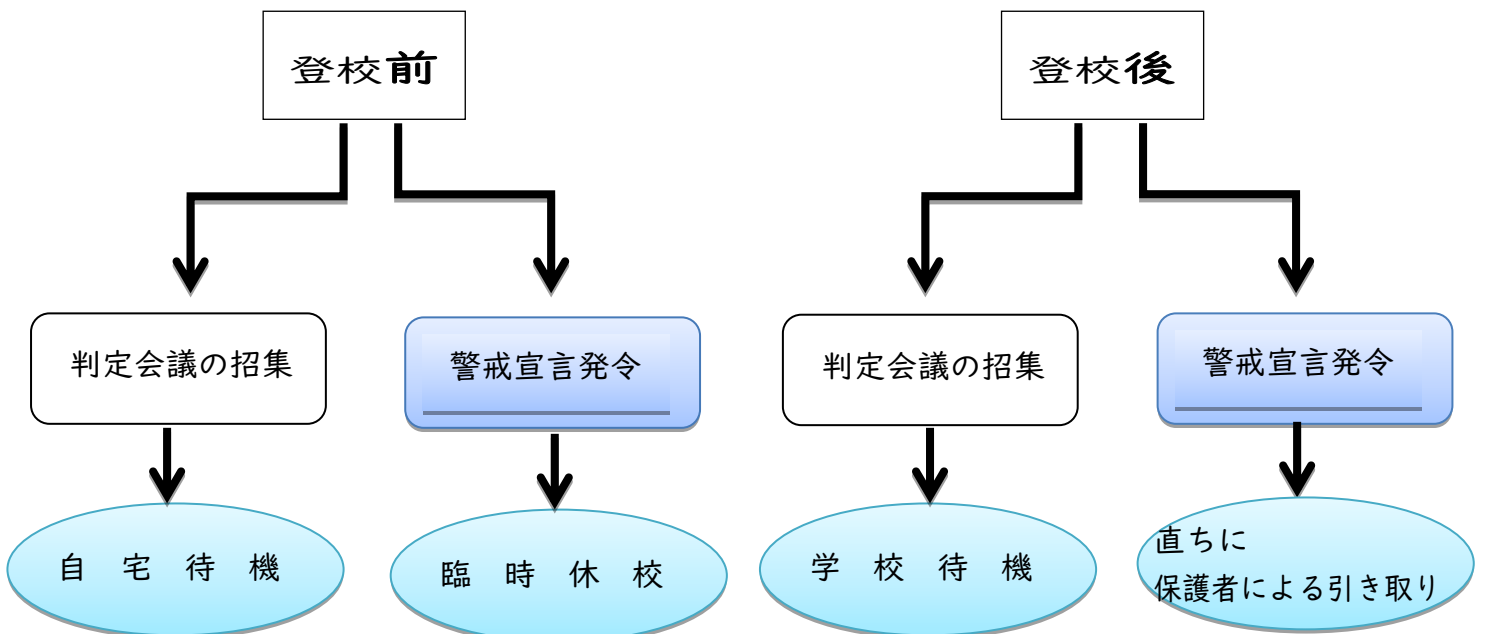 登校前
登校後
判定会議の招集
警戒宣言発令
判定会議の招集
警戒宣言発令
自宅待機
臨時休校
学校待機
直ちに
保護者による引き取り